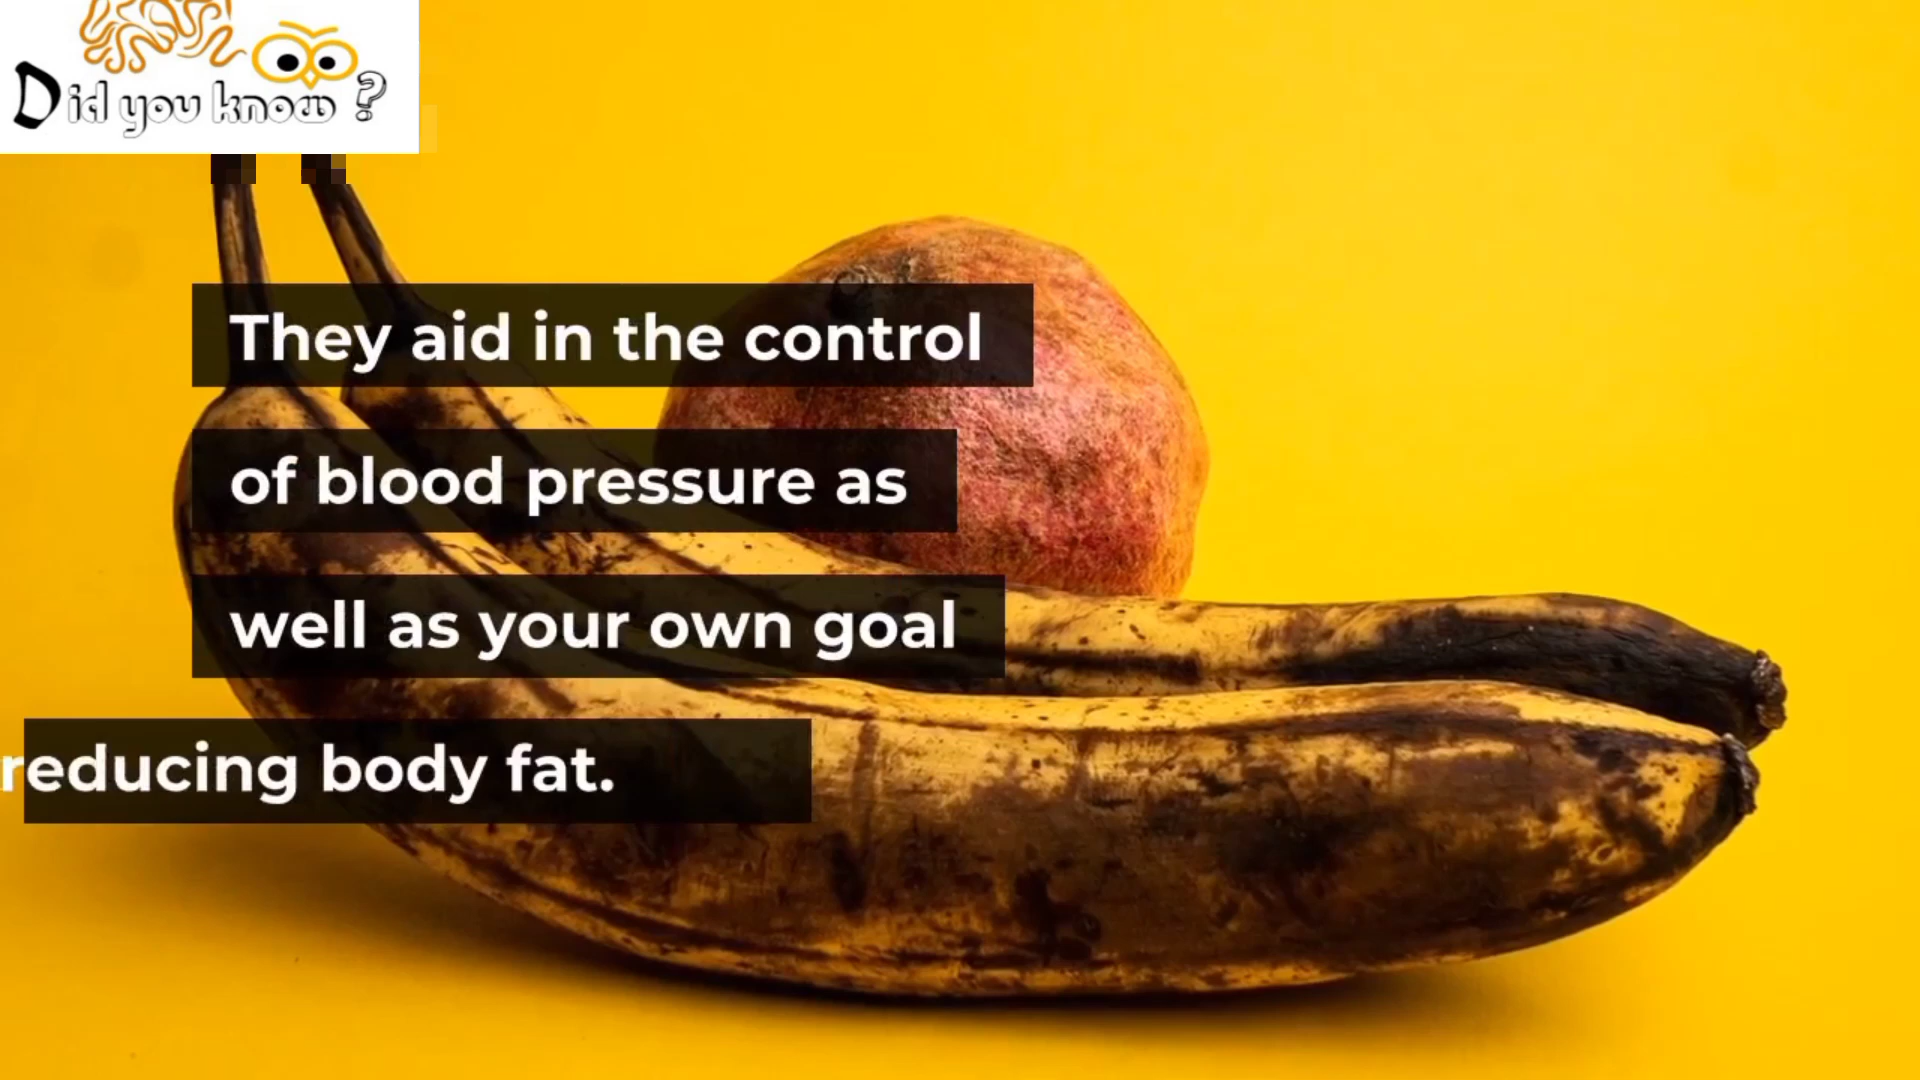 Did you know ?
They aid in the control
of blood pressure as
well as your own goal
reducing body fat.